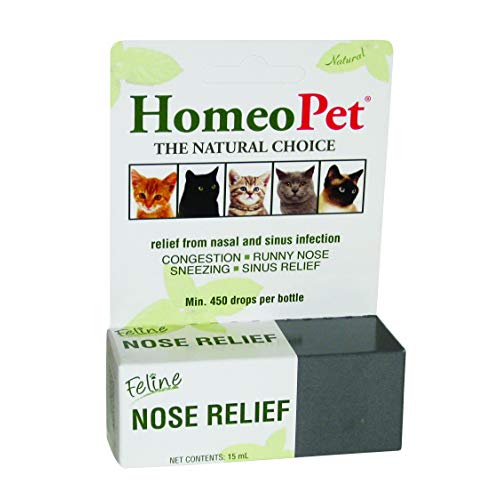 Natural
HomeoPet®
THE NATURAL CHOICE
relief from nasal and sinus infection
CONGESTION ▪ RUNNY NOSE
SNEEZING ▪ SINUS RELIEF
Min. 450 drops per bottle
Feline
NOSE RELIEF
Feline
NOSE RELIEF
NET CONTENTS: 15 mL